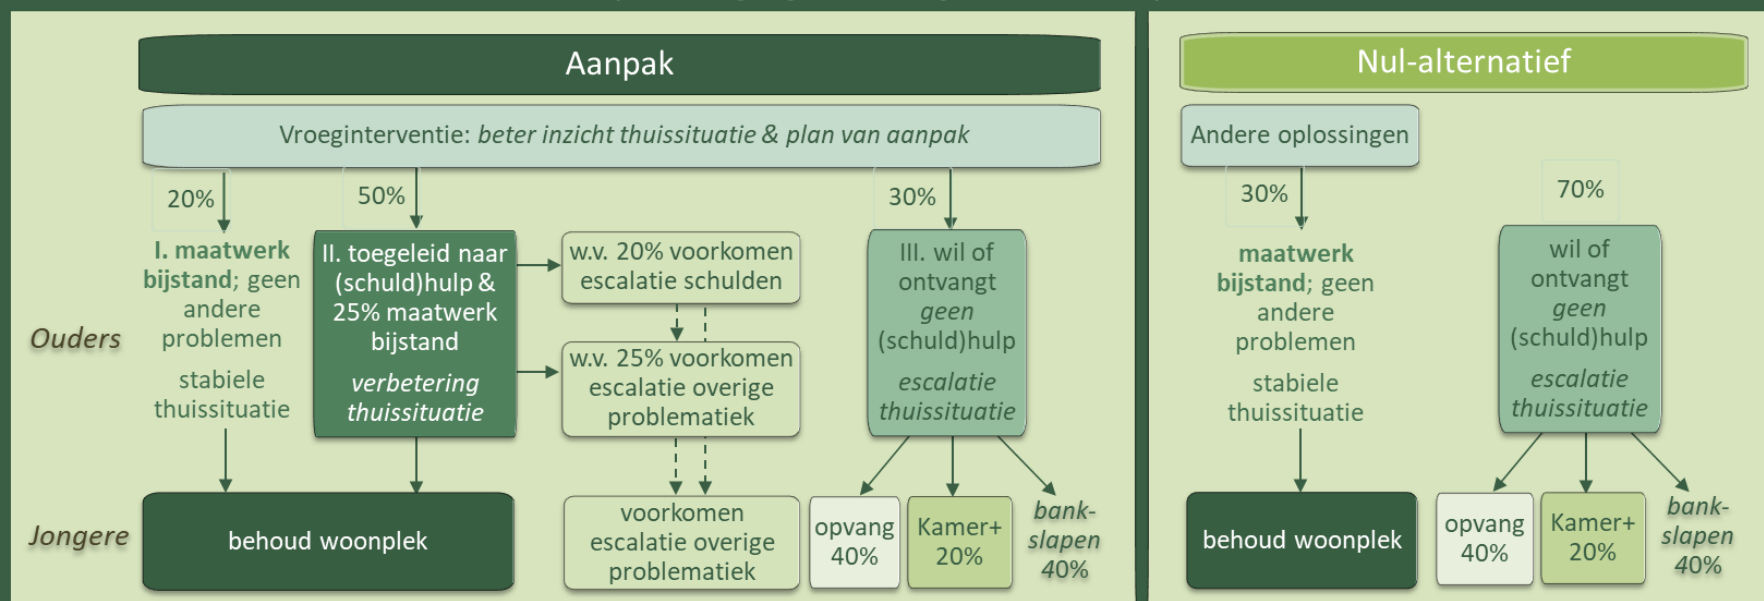 Aanpak
Vroeginterventie: beter inzicht thuissituatie & plan van aanpak
20%
50%
30%
I. maatwerk
bijstand; geen
andere
problemen
stabiele
thuissituatie
II. toegeleid naar
(schuld)hulp &
25% maatwerk
bijstand
verbetering
thuissituatie
w.v. 20% voorkomen
escalatie schulden
w.v. 25% voorkomen
escalatie overige
problematiek
III. wil of
ontvangt
geen
(schuld)hulp
escalatie
thuissituatie
Ouders
Jongere
behoud woonplek
voorkomen
escalatie overige
problematiek
opvang
40%
Kamer+
20%
bank-
slapen
40%
Nul-alternatief
Andere oplossingen
30%
70%
maatwerk
bijstand; geen
andere
problemen
stabiele
thuissituatie
wil of
ontvangt
geen
(schuld)hulp
escalatie
thuissituatie
behoud woonplek
opvang
40%
Kamer+
20%
bank-
slapen
40%